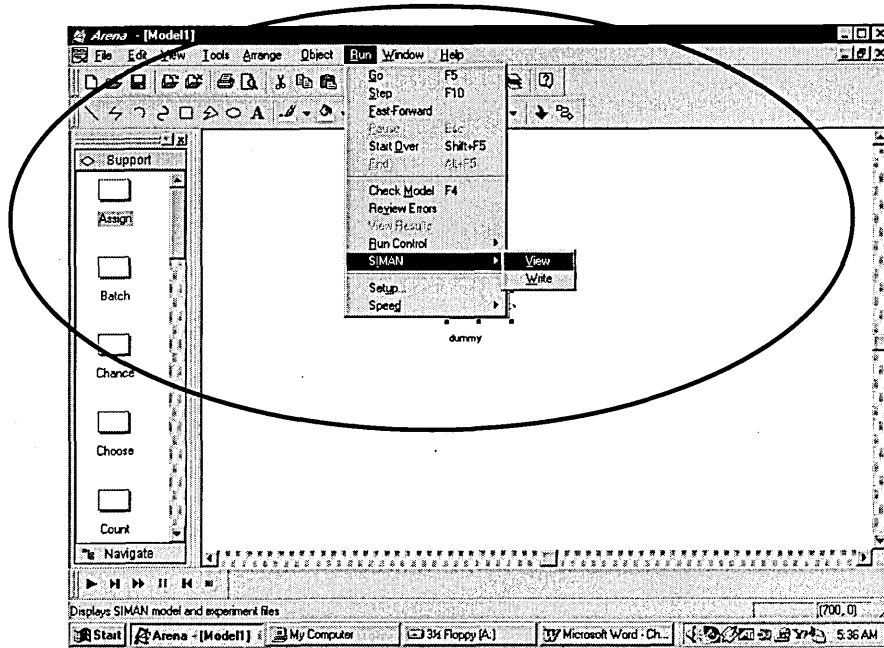 Arena - [Model1]
File Edit View Tools Arrange Object Run Window Help
Go F5
Step F10
Fast-Forward
Pause Esc
Start Over Shift+F5
End Alt+F5
Check Model F4
Review Errors
View Results
Run Control
SIMAN
View
Write
Setup...
Speed
dummy
Support
Assign
Batch
Chance
Choose
Count
Navigate
Displays SIMAN model and experiment files
(700, 0)
Start
Arena - [Model1]
My Computer
3½ Floppy (A:)
Microsoft Word - Ch...
5:36 AM